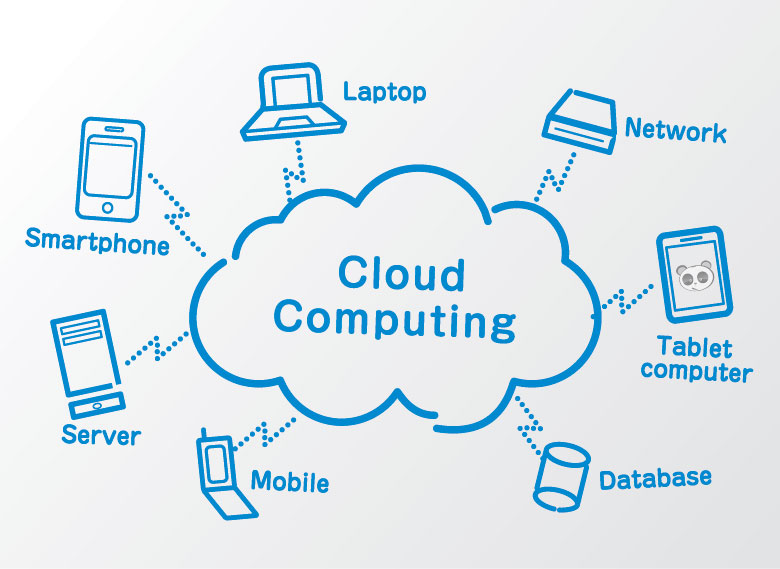 Laptop
Network
Smartphone
Cloud
Computing
Tablet
computer
Server
Mobile
Database